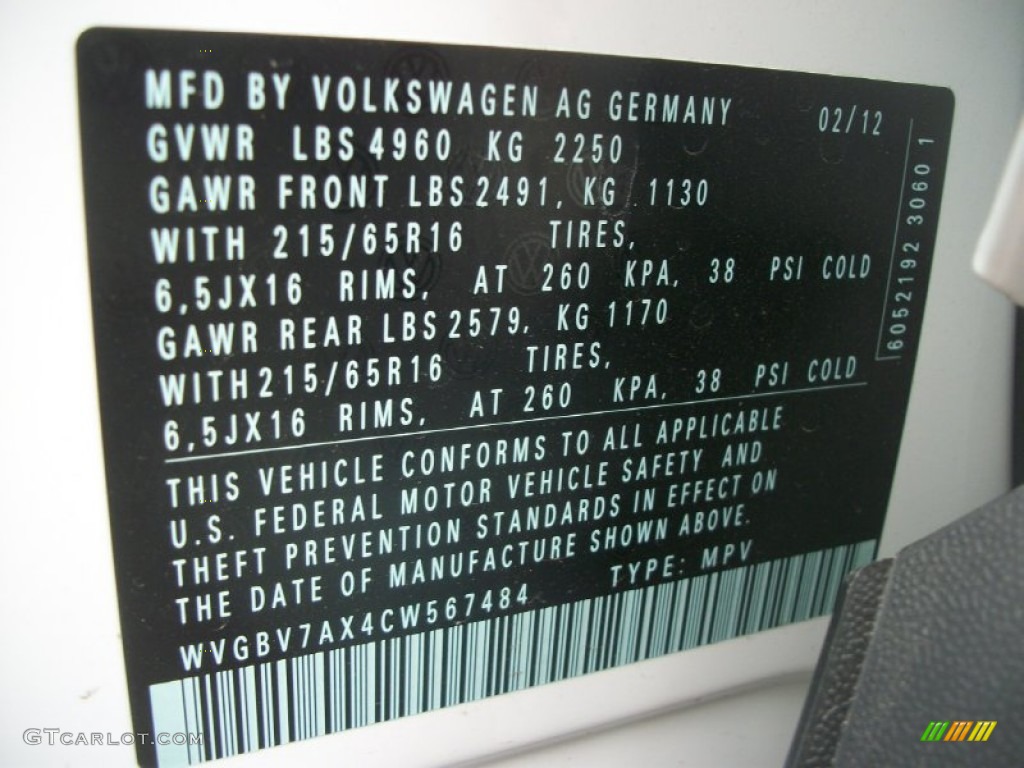 MFD BY VOLKSWAGEN AG GERMANY 02/12
GVWR LBS 4960 KG 2250
GAWR FRONT LBS 2491, KG 1130
WITH 215/65R16 TIRES,
6,5JX16 RIMS, AT 260 KPA, 38 PSI COLD
GAWR REAR LBS 2579, KG 1170
WITH 215/65R16 TIRES,
6,5JX16 RIMS, AT 260 KPA, 38 PSI COLD
THIS VEHICLE CONFORMS TO ALL APPLICABLE
U.S. FEDERAL MOTOR VEHICLE SAFETY AND
THEFT PREVENTION STANDARDS IN EFFECT ON
THE DATE OF MANUFACTURE SHOWN ABOVE.
WVGBV7AX4CW567484 TYPE: MPV
6052192 3060 1
GTcarlot.com